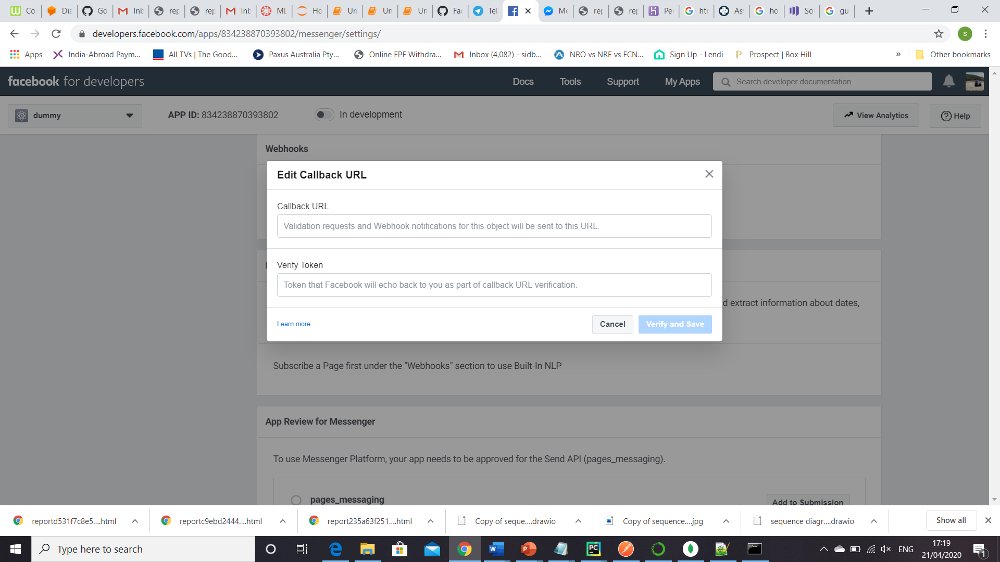 Co
Dia
Go
Inb
rep
rep
Inb
ML
Ho
Un
Un
Un
Fac
Tel
Me
rep
rep
Per
htt
Asy
ho
So
gu
developers.facebook.com/apps/834238870393802/messenger/settings/
s
Apps
India-Abroad Paym...
All TVs | The Good...
Paxus Australia Pty...
Online EPF Withdra...
Inbox (4,082) - sidb...
NRO vs NRE vs FCN...
Sign Up - Lendi
Prospect | Box Hill
»
Other bookmarks
facebook for developers
Docs
Tools
Support
My Apps
Search developer documentation
dummy
APP ID: 834238870393802
In development
View Analytics
Help
Webhooks
Edit Callback URL
Callback URL
Validation requests and Webhook notifications for this object will be sent to this URL.
Verify Token
Token that Facebook will echo back to you as part of callback URL verification.
d extract information about dates,
Learn more
Cancel
Verify and Save
Subscribe a Page first under the "Webhooks" section to use Built-In NLP
App Review for Messenger
To use Messenger Platform, your app needs to be approved for the Send API (pages_messaging).
pages_messaging
Add to Submission
reportd531f7c8e5....html
reportc9ebd2444....html
report235a63f251....html
Copy of seque....drawio
Copy of sequence....jpg
sequence diagr....drawio
Show all
Type here to search
ENG
17:19
21/04/2020
1